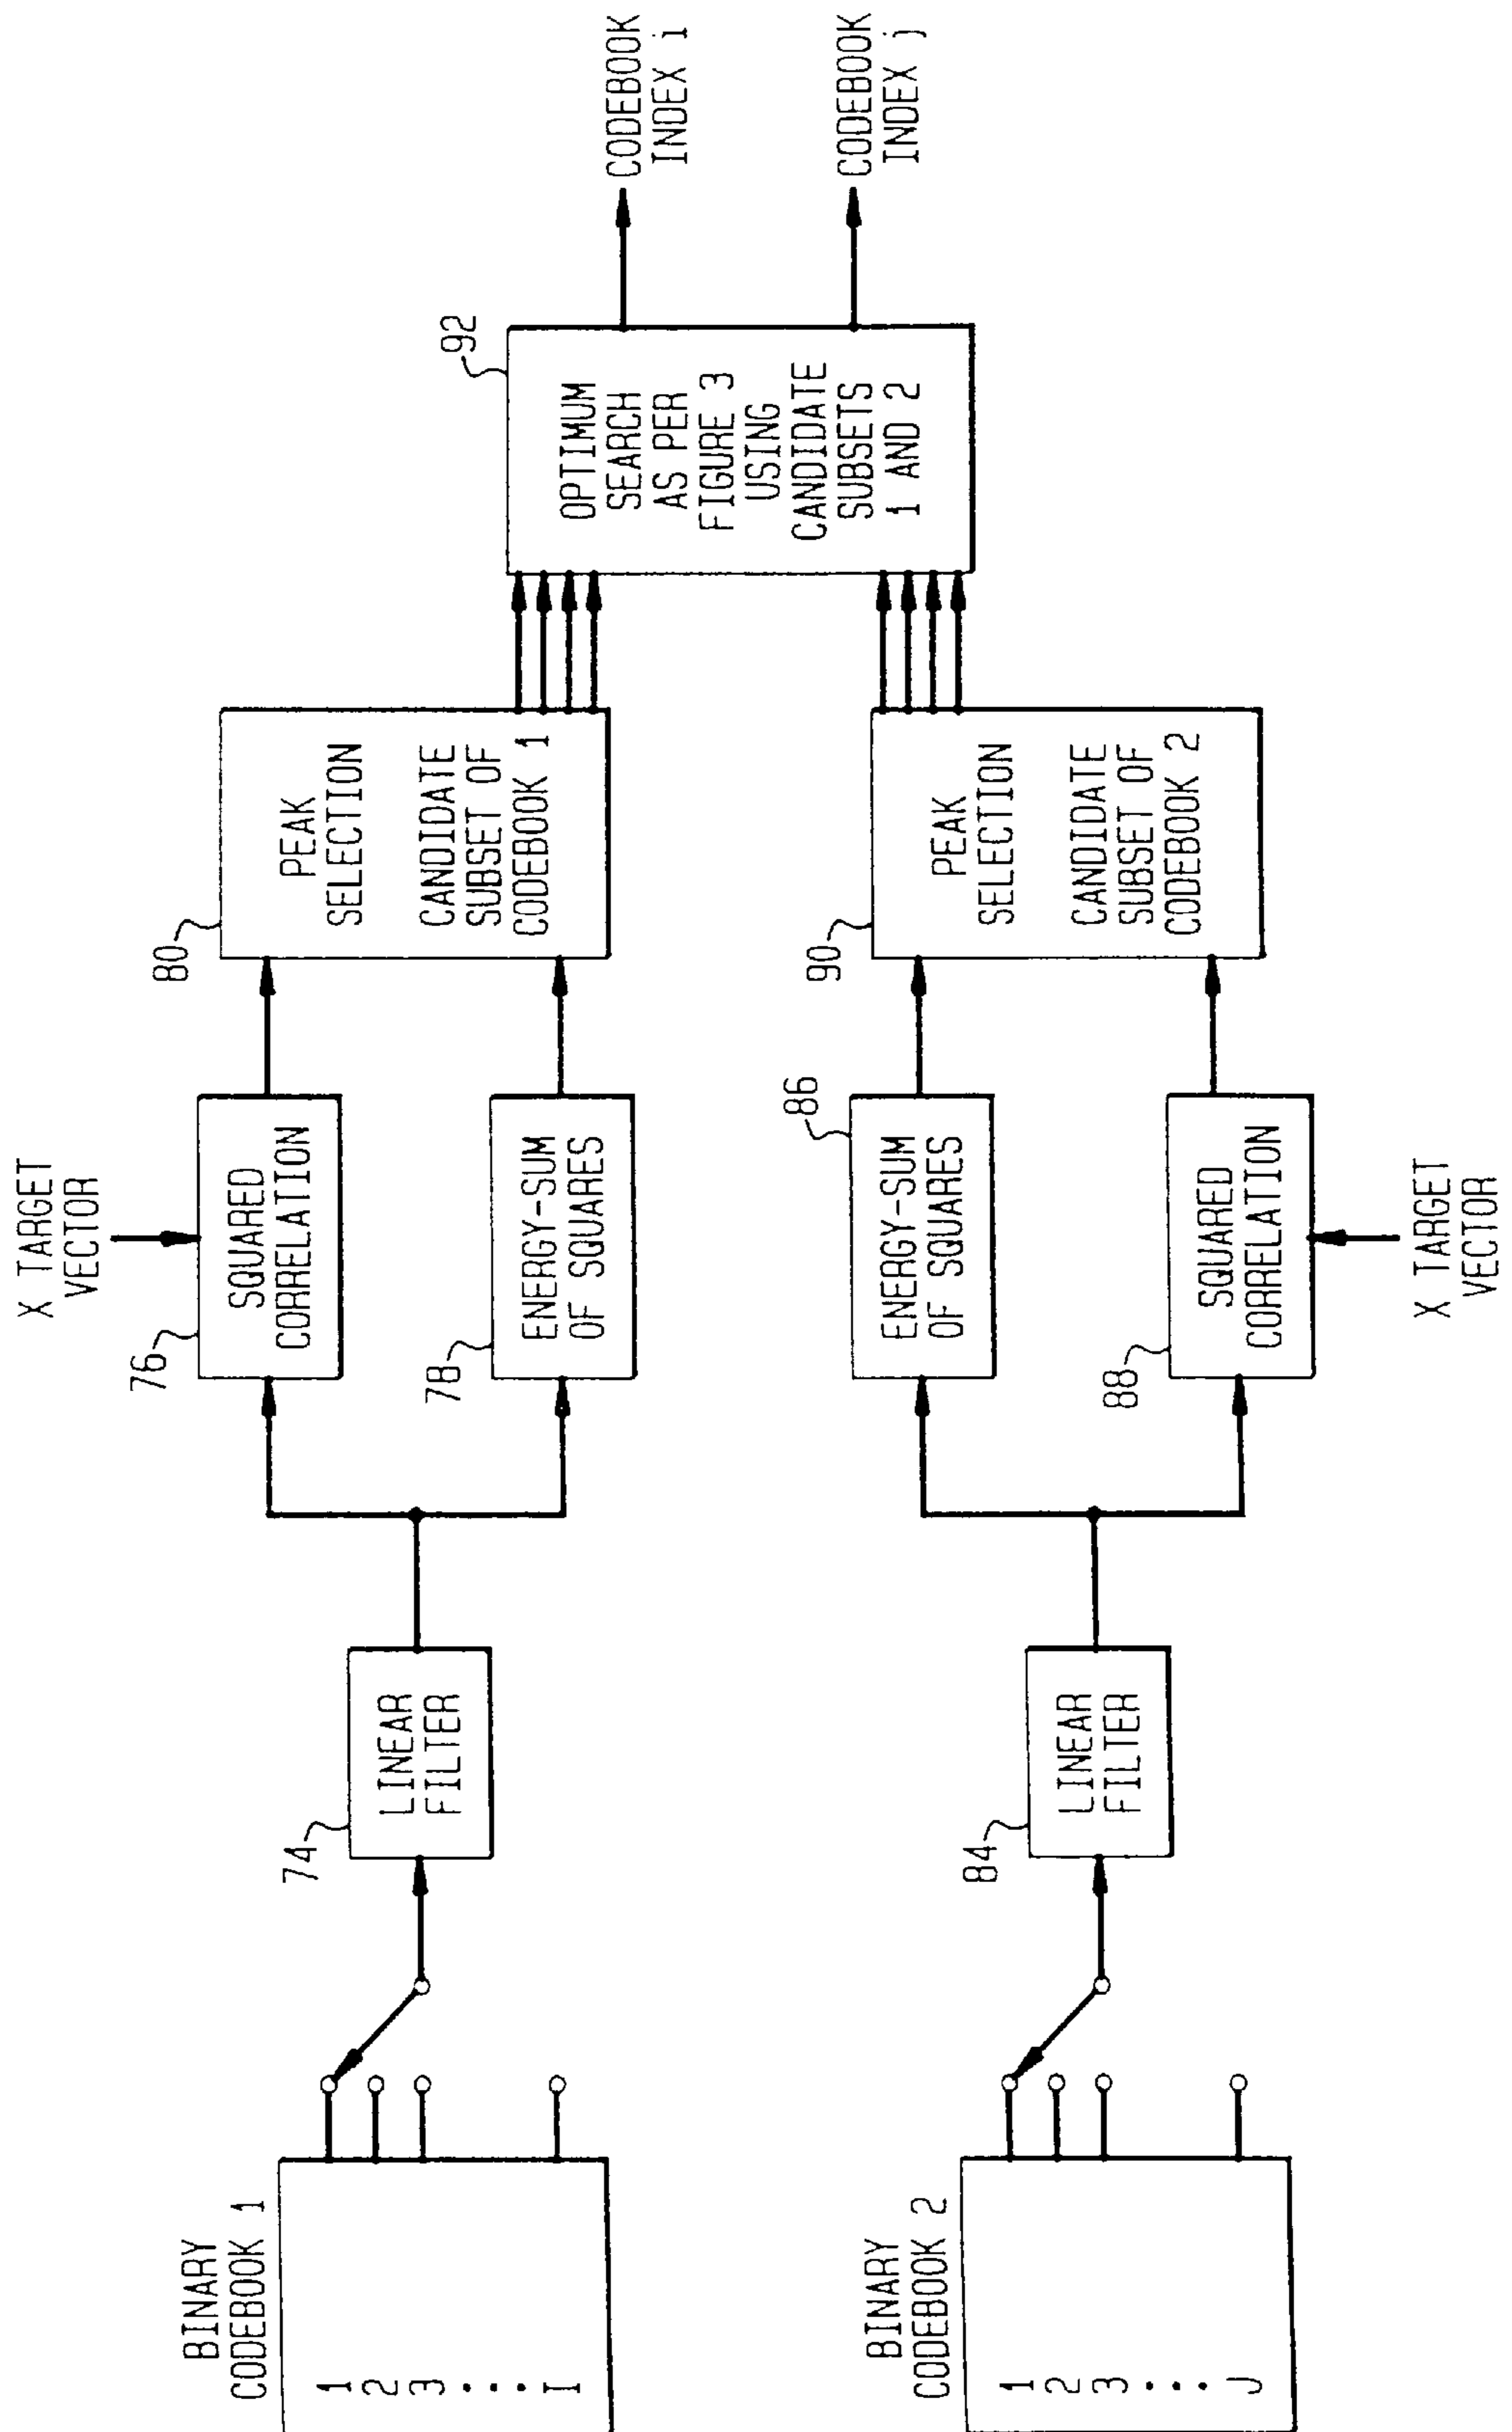 BINARY
CODEBOOK 1
1
2
3
...
I
74
LINEAR
FILTER
X TARGET
VECTOR
76
SQUARED
CORRELATION
78
ENERGY-SUM
OF SQUARES
80
PEAK
SELECTION
CANDIDATE
SUBSET OF
CODEBOOK 1
BINARY
CODEBOOK 2
1
2
3
...
J
84
LINEAR
FILTER
86
ENERGY-SUM
OF SQUARES
88
SQUARED
CORRELATION
X TARGET
VECTOR
90
PEAK
SELECTION
CANDIDATE
SUBSET OF
CODEBOOK 2
92
OPTIMUM
SEARCH
AS PER
FIGURE 3
USING
CANDIDATE
SUBSETS
1 AND 2
CODEBOOK
INDEX i
CODEBOOK
INDEX j